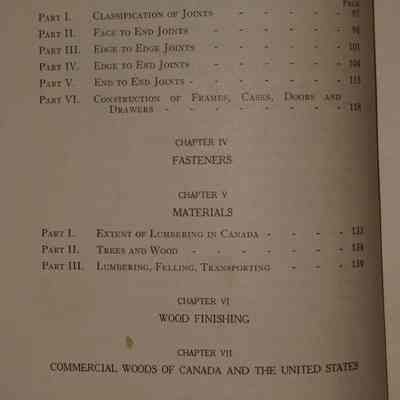 PAGE
PART I. CLASSIFICATION OF JOINTS - - - - - 95
PART II. FACE TO END JOINTS - - - - - - 96
PART III. EDGE TO EDGE JOINTS - - - - - 101
PART IV. EDGE TO END JOINTS - - - - - 104
PART V. END TO END JOINTS - - - - - - 115
PART VI. CONSTRUCTION OF FRAMES, CASES, DOORS AND
DRAWERS - - - - - - - - 118
CHAPTER IV
FASTENERS
CHAPTER V
MATERIALS
PART I. EXTENT OF LUMBERING IN CANADA - - - - 133
PART II. TREES AND WOOD - - - - - - - 138
PART III. LUMBERING, FELLING, TRANSPORTING - - - 139
CHAPTER VI
WOOD FINISHING
CHAPTER VII
COMMERCIAL WOODS OF CANADA AND THE UNITED STATES